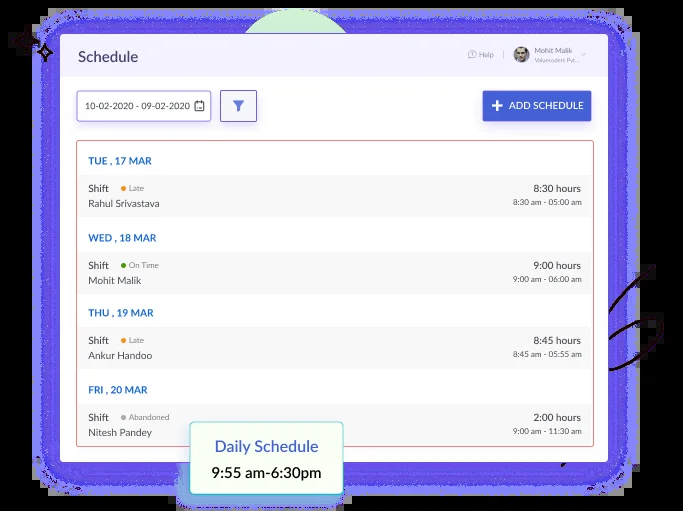 Schedule
Help
Mohit Malik
Valuecoders Pvt...
10-02-2020 - 09-02-2020
ADD SCHEDULE
TUE , 17 MAR
Shift Late 8:30 hours
Rahul Srivastava 8:30 am - 05:00 am
WED , 18 MAR
Shift On Time 9:00 hours
Mohit Malik 9:00 am - 06:00 am
THU , 19 MAR
Shift Late 8:45 hours
Ankur Handoo 8:45 am - 05:55 am
FRI , 20 MAR
Shift Abandoned 2:00 hours
Nitesh Pandey 9:00 am - 11:30 am
Daily Schedule
9:55 am-6:30pm